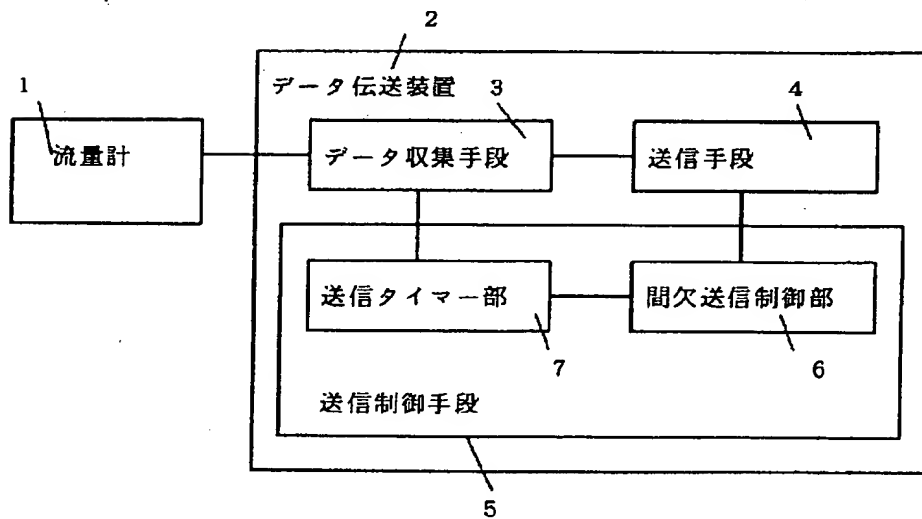 2
データ伝送装置
1
3
4
流量計
データ収集手段
送信手段
送信タイマー部
間欠送信制御部
7
6
送信制御手段
5